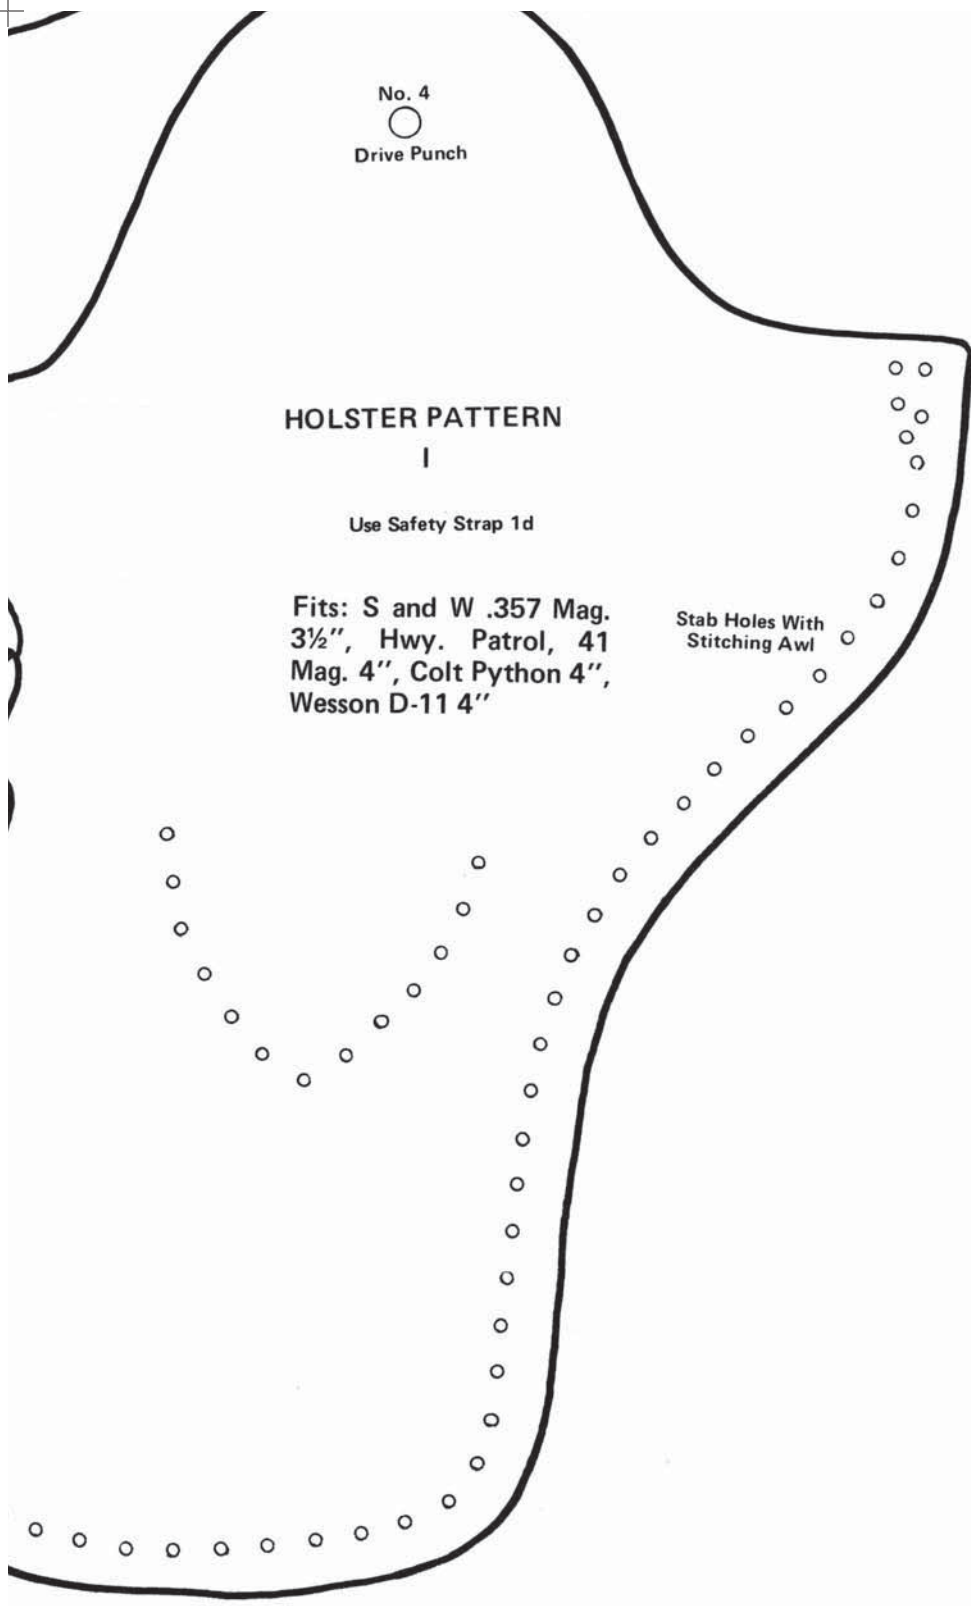 No. 4
Drive Punch
HOLSTER PATTERN
I
Use Safety Strap 1d
Fits: S and W .357 Mag.
3½", Hwy. Patrol, 41
Mag. 4", Colt Python 4",
Wesson D-11 4"
Stab Holes With
Stitching Awl